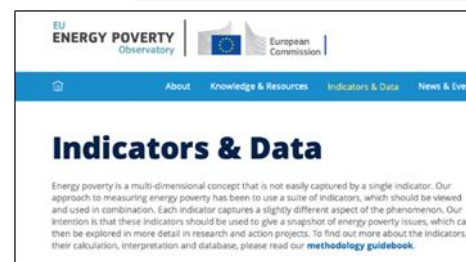 EU
ENERGY POVERTY
Observatory
European
Commission
About Knowledge & Resources Indicators & Data News & Eve
Indicators & Data
Energy poverty is a multi-dimensional concept that is not easily captured by a single indicator. Our
approach to measuring energy poverty has been to use a suite of indicators, which should be viewed
and used in combination. Each indicator captures a slightly different aspect of the phenomenon. Our
intention is that these indicators should be used to give a snapshot of energy poverty issues, which ca
then be explored in more detail in research and action projects. To find out more about the indicators,
their calculation, interpretation and database, please read our methodology guidebook.